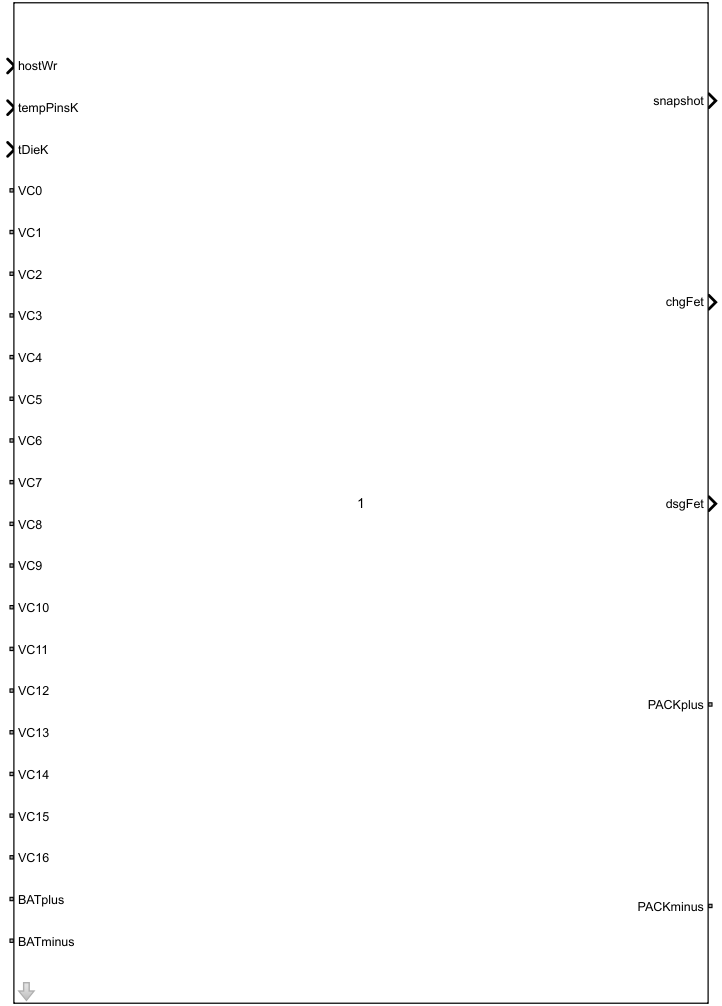 hostWr
tempPinsK
tDieK
VC0
VC1
VC2
VC3
VC4
VC5
VC6
VC7
VC8
VC9
VC10
VC11
VC12
VC13
VC14
VC15
VC16
BATplus
BATminus
1
snapshot
chgFet
dsgFet
PACKplus
PACKminus